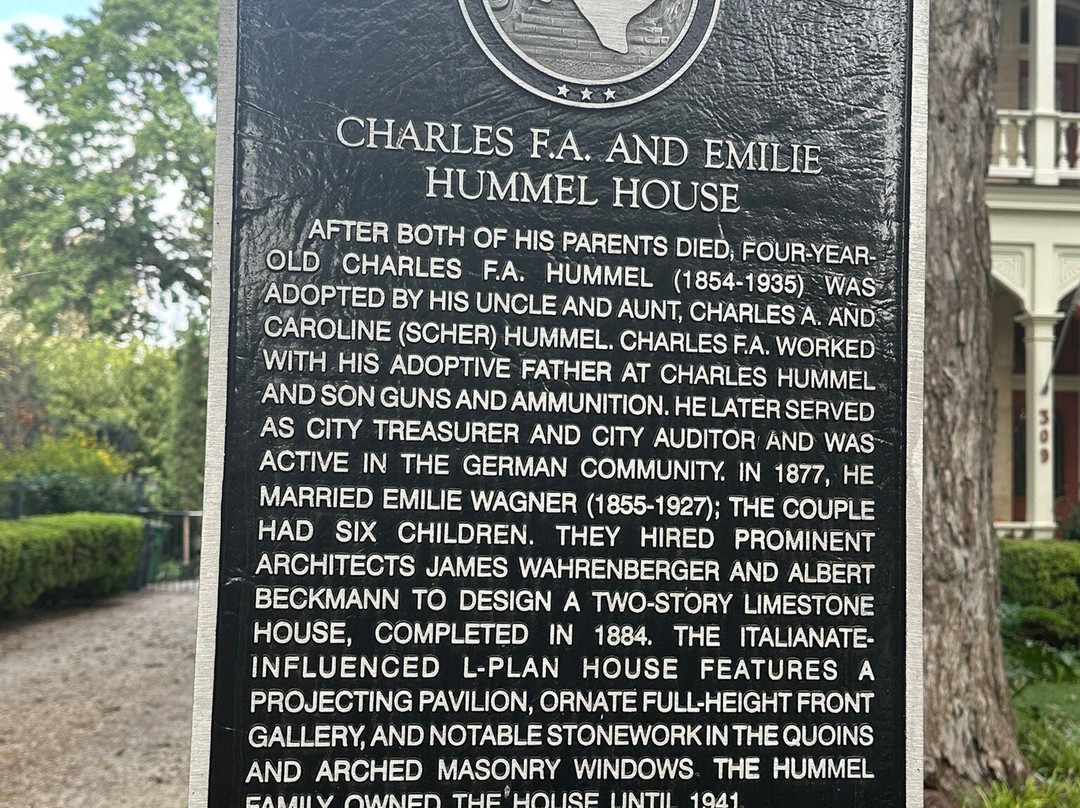 CHARLES F.A. AND EMILIE
HUMMEL HOUSE
AFTER BOTH OF HIS PARENTS DIED, FOUR-YEAR-
OLD CHARLES F.A. HUMMEL (1854-1935) WAS
ADOPTED BY HIS UNCLE AND AUNT, CHARLES A. AND
CAROLINE (SCHER) HUMMEL. CHARLES F.A. WORKED
WITH HIS ADOPTIVE FATHER AT CHARLES HUMMEL
AND SON GUNS AND AMMUNITION. HE LATER SERVED
AS CITY TREASURER AND CITY AUDITOR AND WAS
ACTIVE IN THE GERMAN COMMUNITY. IN 1877, HE
MARRIED EMILIE WAGNER (1855-1927); THE COUPLE
HAD SIX CHILDREN. THEY HIRED PROMINENT
ARCHITECTS JAMES WAHRENBERGER AND ALBERT
BECKMANN TO DESIGN A TWO-STORY LIMESTONE
HOUSE, COMPLETED IN 1884. THE ITALIANATE-
INFLUENCED L-PLAN HOUSE FEATURES A
PROJECTING PAVILION, ORNATE FULL-HEIGHT FRONT
GALLERY, AND NOTABLE STONEWORK IN THE QUOINS
AND ARCHED MASONRY WINDOWS. THE HUMMEL
FAMILY OWNED THE HOUSE UNTIL 1941.
309